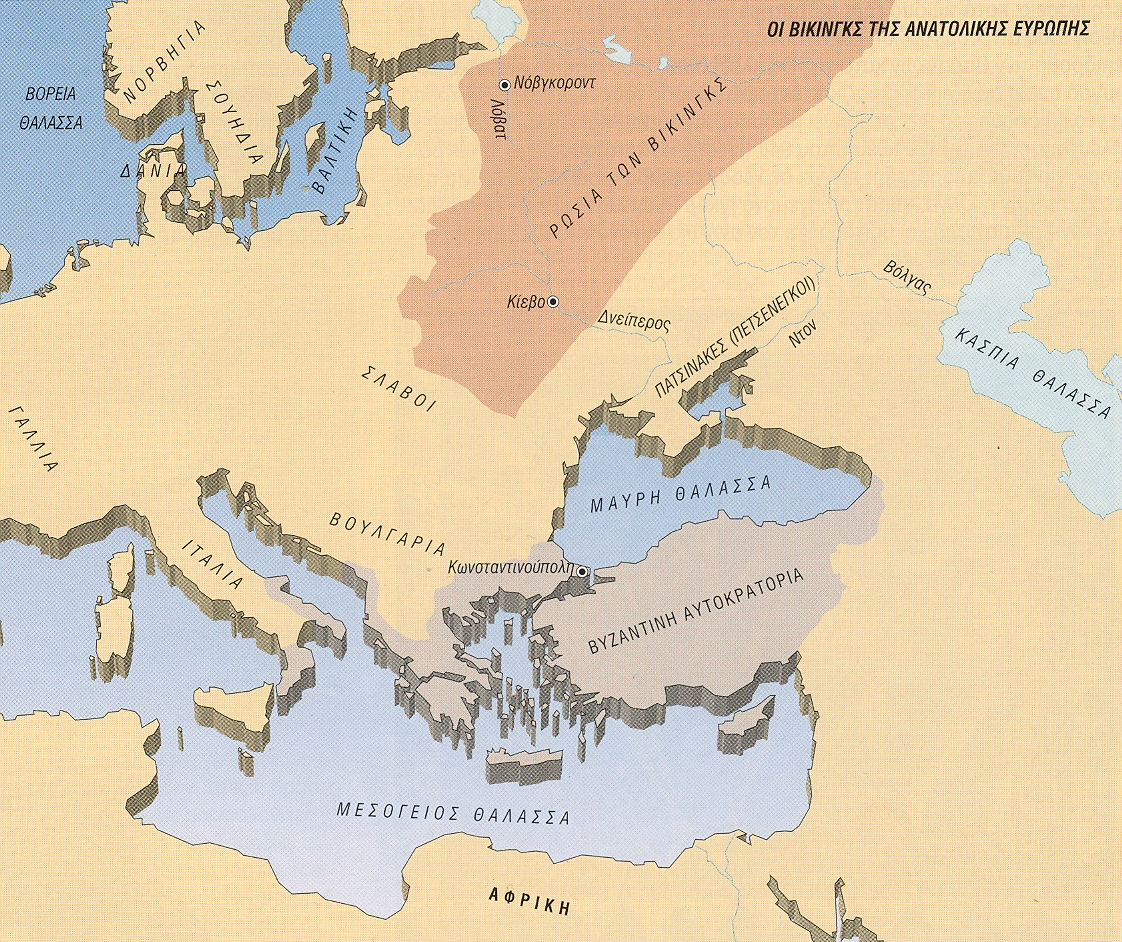 ΟΙ ΒΙΚΙΝΓΚΣ ΤΗΣ ΑΝΑΤΟΛΙΚΗΣ ΕΥΡΩΠΗΣ
ΝΟΡΒΗΓΙΑ
ΣΟΥΗΔΙΑ
ΒΟΡΕΙΑ
ΘΑΛΑΣΣΑ
ΔΑΝΙΑ
ΒΑΛΤΙΚΗ
Νόβγκοροντ
Λόβατ
ΡΩΣΙΑ ΤΩΝ ΒΙΚΙΝΓΚΣ
Κίεβο
Δνείπερος
ΠΑΤΣΙΝΑΚΕΣ (ΠΕΤΣΕΝΕΓΚΟΙ)
Ντον
Βόλγας
ΚΑΣΠΙΑ ΘΑΛΑΣΣΑ
ΣΛΑΒΟΙ
ΓΑΛΛΙΑ
ΙΤΑΛΙΑ
ΒΟΥΛΓΑΡΙΑ
ΜΑΥΡΗ ΘΑΛΑΣΣΑ
Κωνσταντινούπολη
ΒΥΖΑΝΤΙΝΗ ΑΥΤΟΚΡΑΤΟΡΙΑ
ΜΕΣΟΓΕΙΟΣ ΘΑΛΑΣΣΑ
ΑΦΡΙΚΗ